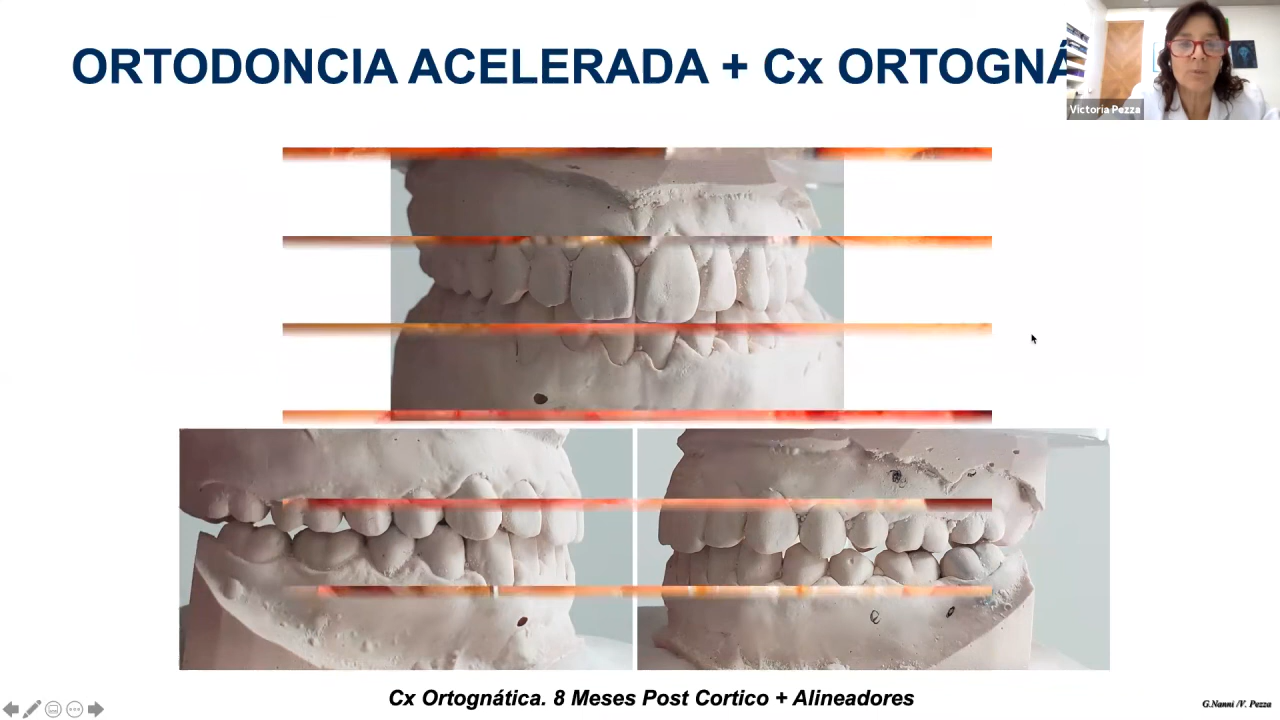 ORTODONCIA ACELERADA + Cx ORTOGNÁ
Victoria Pezza
Cx Ortognática. 8 Meses Post Cortico + Alineadores
G.Nanni /V. Pezza